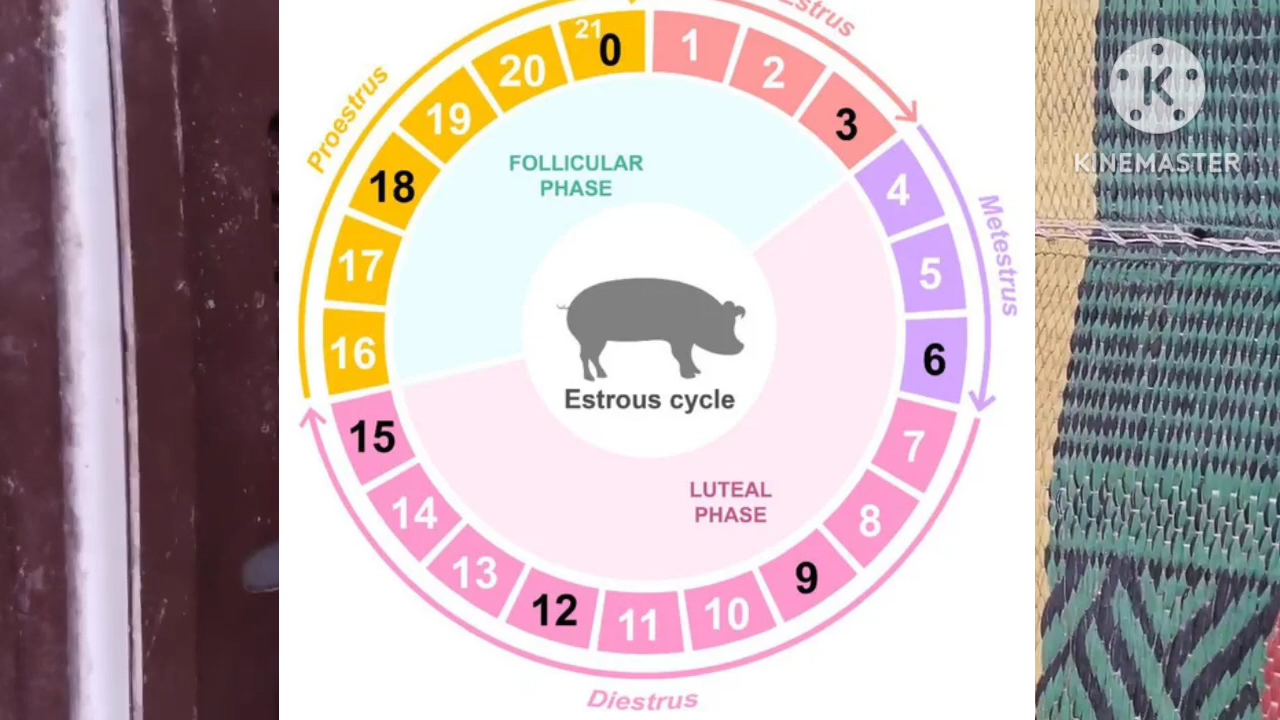 Estrus
Proestrus
Metestrus
Diestrus
21
0
1
2
3
4
5
6
7
8
9
10
11
12
13
14
15
16
17
18
19
20
FOLLICULAR
PHASE
Estrous cycle
LUTEAL
PHASE
K
KINEMASTER